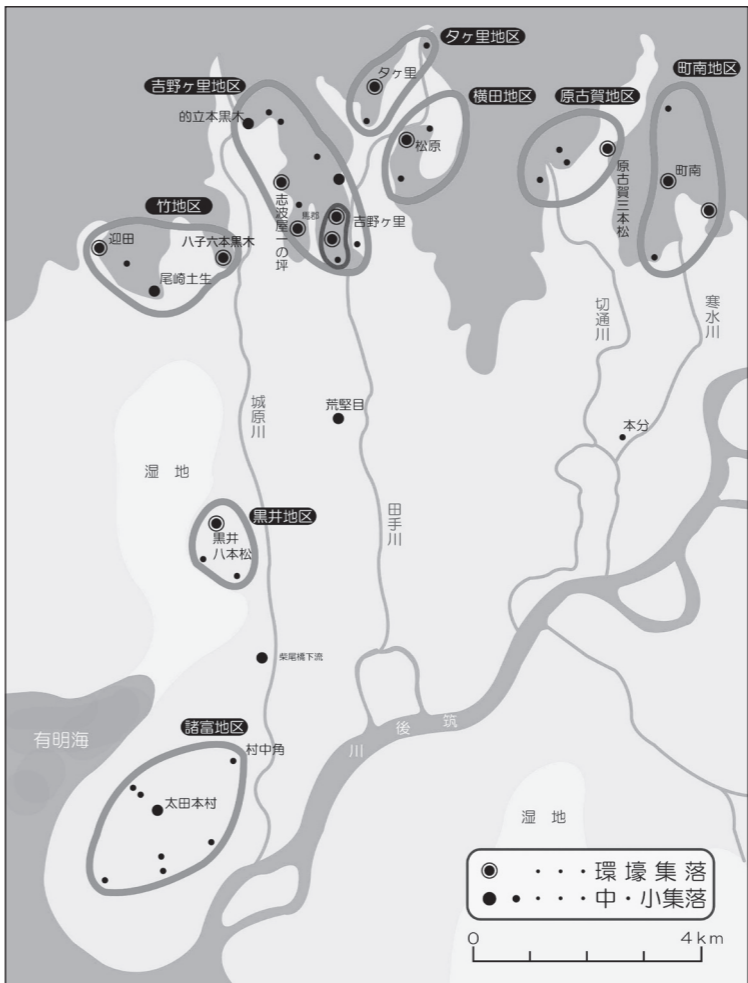 夕ヶ里地区
吉野ヶ里地区
町南地区
横田地区
原古賀地区
夕ヶ里
的立本黒木
松原
原古賀三本松
町南
志波屋一の坪
馬郡
吉野ヶ里
竹地区
迎田
八子六本黒木
尾崎土生
切通川
寒水川
城原川
荒堅目
本分
湿地
田手川
黒井地区
黒井
八本松
柴尾橋下流
諸富地区
有明海
村中角
筑後川
太田本村
湿地
・・・環壕集落
・・・中・小集落
0 4km